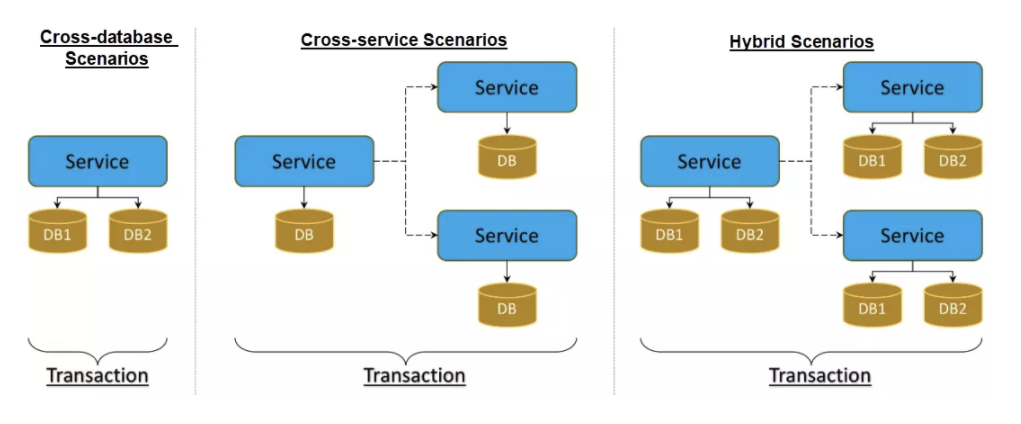 Cross-database
Scenarios
Service
DB1 DB2
Transaction
Cross-service Scenarios
Service
DB
Service
DB
Service
DB
Transaction
Hybrid Scenarios
Service
DB1 DB2
Service
DB1 DB2
Service
DB1 DB2
Transaction